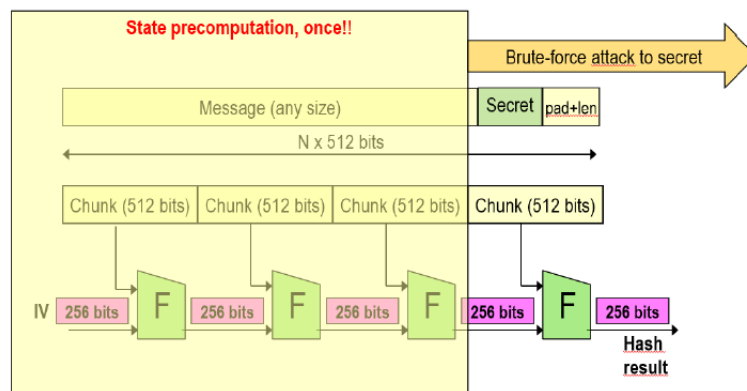 State precomputation, once!!
Brute-force attack to secret
Message (any size)
Secret
pad+len
N x 512 bits
Chunk (512 bits)
Chunk (512 bits)
Chunk (512 bits)
Chunk (512 bits)
F
F
F
F
IV
256 bits
256 bits
256 bits
256 bits
256 bits
Hash
result